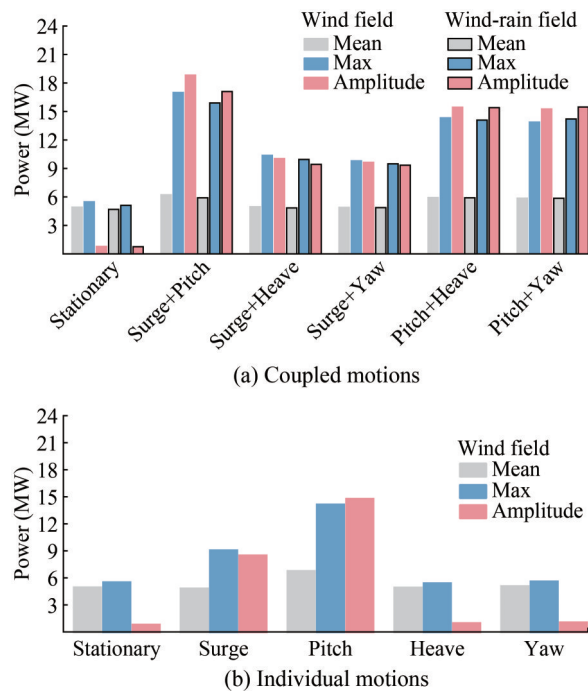 Wind field Wind-rain field
Mean Mean
Max Max
Amplitude Amplitude
Power (MW)
24
21
18
15
12
9
6
3
Stationary
Surge+Pitch
Surge+Heave
Surge+Yaw
Pitch+Heave
Pitch+Yaw
(a) Coupled motions
Wind field
Mean
Max
Amplitude
Power (MW)
24
21
18
15
12
9
6
3
Stationary Surge Pitch Heave Yaw
(b) Individual motions